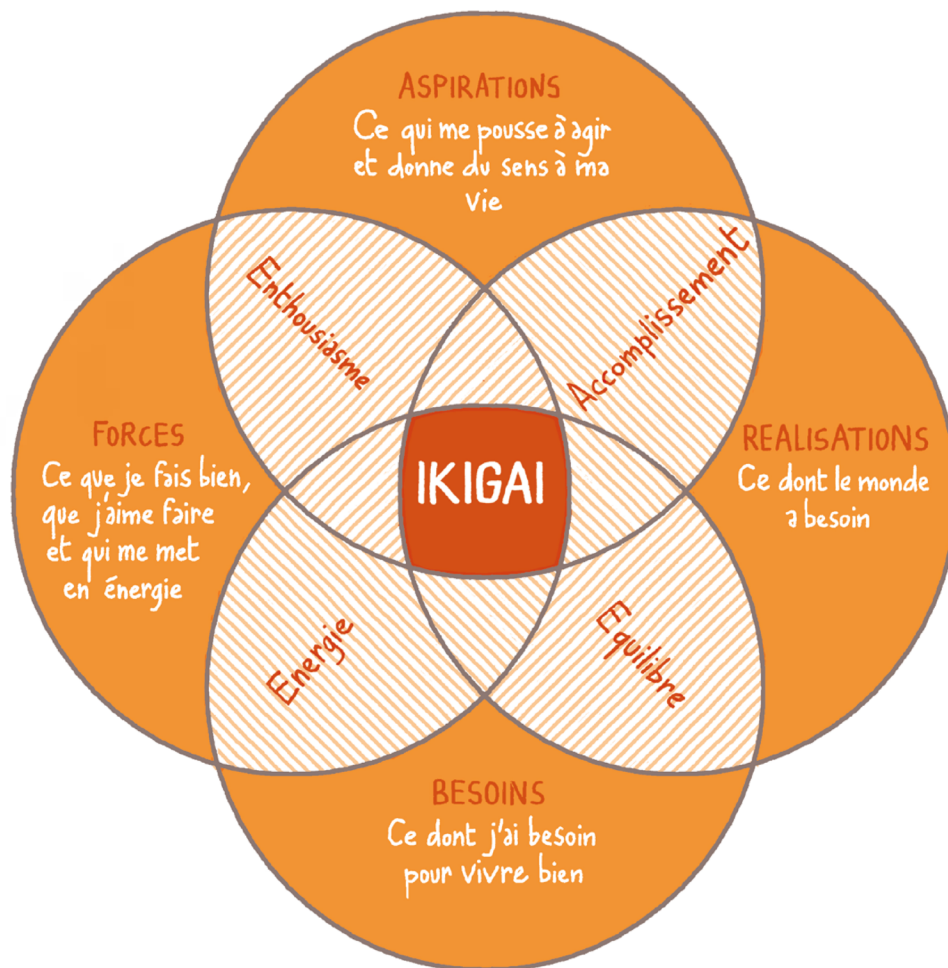 ASPIRATIONS
Ce qui me pousse à agir
et donne du sens à ma
vie
Enthousiasme
Accomplissement
FORCES
Ce que je fais bien,
que j'aime faire
et qui me met
en énergie
IKIGAI
REALISATIONS
Ce dont le monde
a besoin
Energie
Equilibre
BESOINS
Ce dont j'ai besoin
pour vivre bien